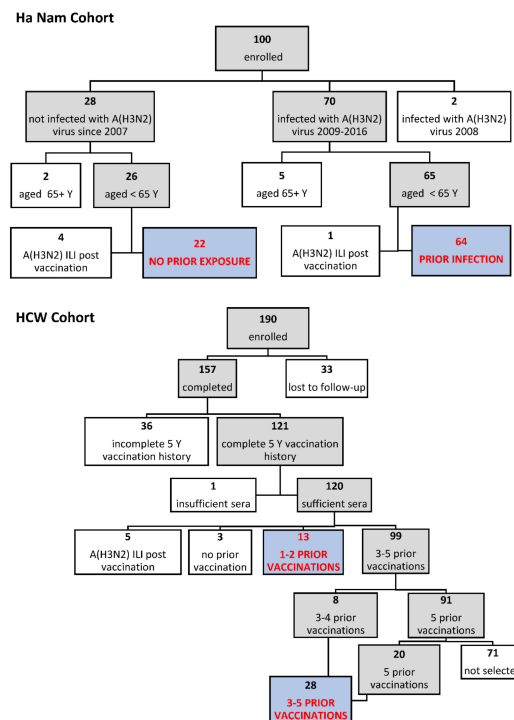 Ha Nam Cohort
100
enrolled
28
not infected with A(H3N2)
virus since 2007
70
infected with A(H3N2)
virus 2009-2016
2
infected with A(H3N2)
virus 2008
2
aged 65+ Y
26
aged < 65 Y
5
aged 65+ Y
65
aged < 65 Y
4
A(H3N2) ILI post
vaccination
22
NO PRIOR EXPOSURE
1
A(H3N2) ILI post
vaccination
64
PRIOR INFECTION
HCW Cohort
190
enrolled
157
completed
33
lost to follow-up
36
incomplete 5 Y
vaccination history
121
complete 5 Y vaccination
history
1
insufficient sera
120
sufficient sera
5
A(H3N2) ILI post
vaccination
3
no prior
vaccination
13
1-2 PRIOR
VACCINATIONS
99
3-5 prior
vaccinations
8
3-4 prior
vaccinations
91
5 prior
vaccinations
20
5 prior
vaccinations
71
not selecte
28
3-5 PRIOR
VACCINATIONS